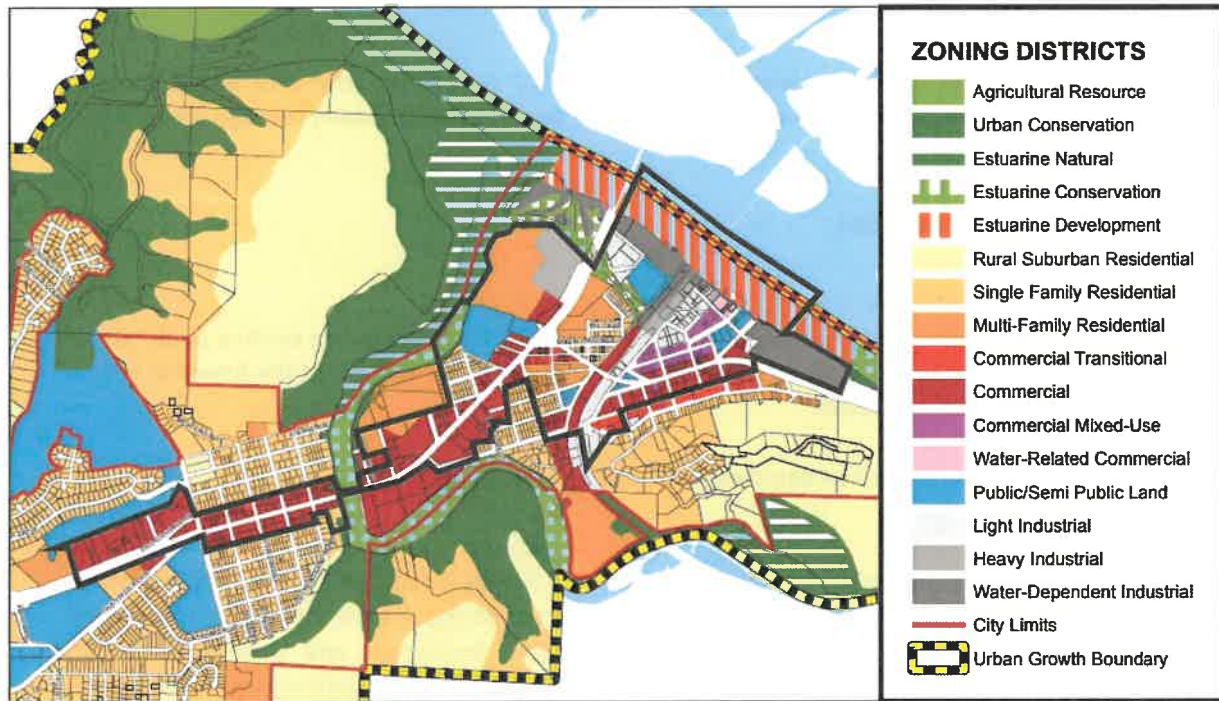 ZONING DISTRICTS
Agricultural Resource
Urban Conservation
Estuarine Natural
Estuarine Conservation
Estuarine Development
Rural Suburban Residential
Single Family Residential
Multi-Family Residential
Commercial Transitional
Commercial
Commercial Mixed-Use
Water-Related Commercial
Public/Semi Public Land
Light Industrial
Heavy Industrial
Water-Dependent Industrial
City Limits
Urban Growth Boundary